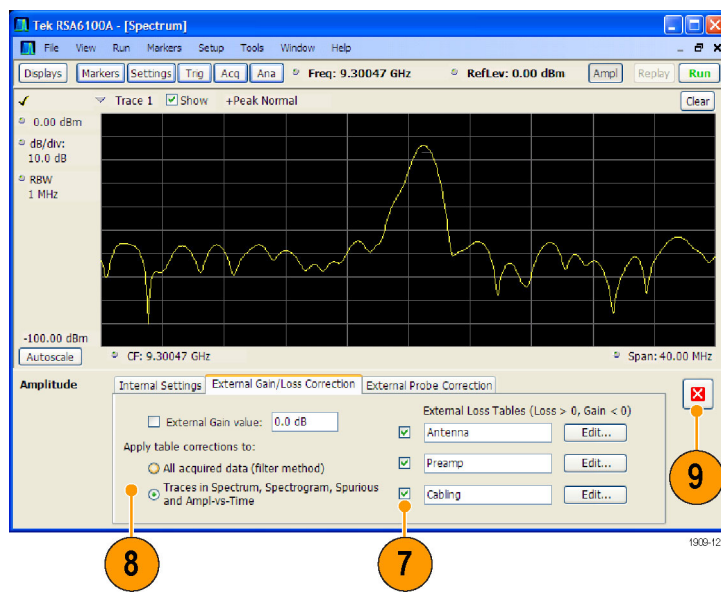 Tek RSA6100A - [Spectrum]
File View Run Markers Setup Tools Window Help
Displays Markers Settings Trig Acq Ana Freq: 9.30047 GHz RefLev: 0.00 dBm Ampl Replay Run
Trace 1 Show +Peak Normal Clear
0.00 dBm
dB/div:
10.0 dB
RBW
1 MHz
-100.00 dBm
Autoscale CF: 9.30047 GHz Span: 40.00 MHz
Amplitude Internal Settings External Gain/Loss Correction External Probe Correction
External Loss Tables (Loss > 0, Gain < 0)
External Gain value: 0.0 dB
Antenna Edit...
Apply table corrections to:
All acquired data (filter method)
Preamp Edit...
Traces in Spectrum, Spectrogram, Spurious
and Ampl-vs-Time
Cabling Edit...
9
8
7
1909-12